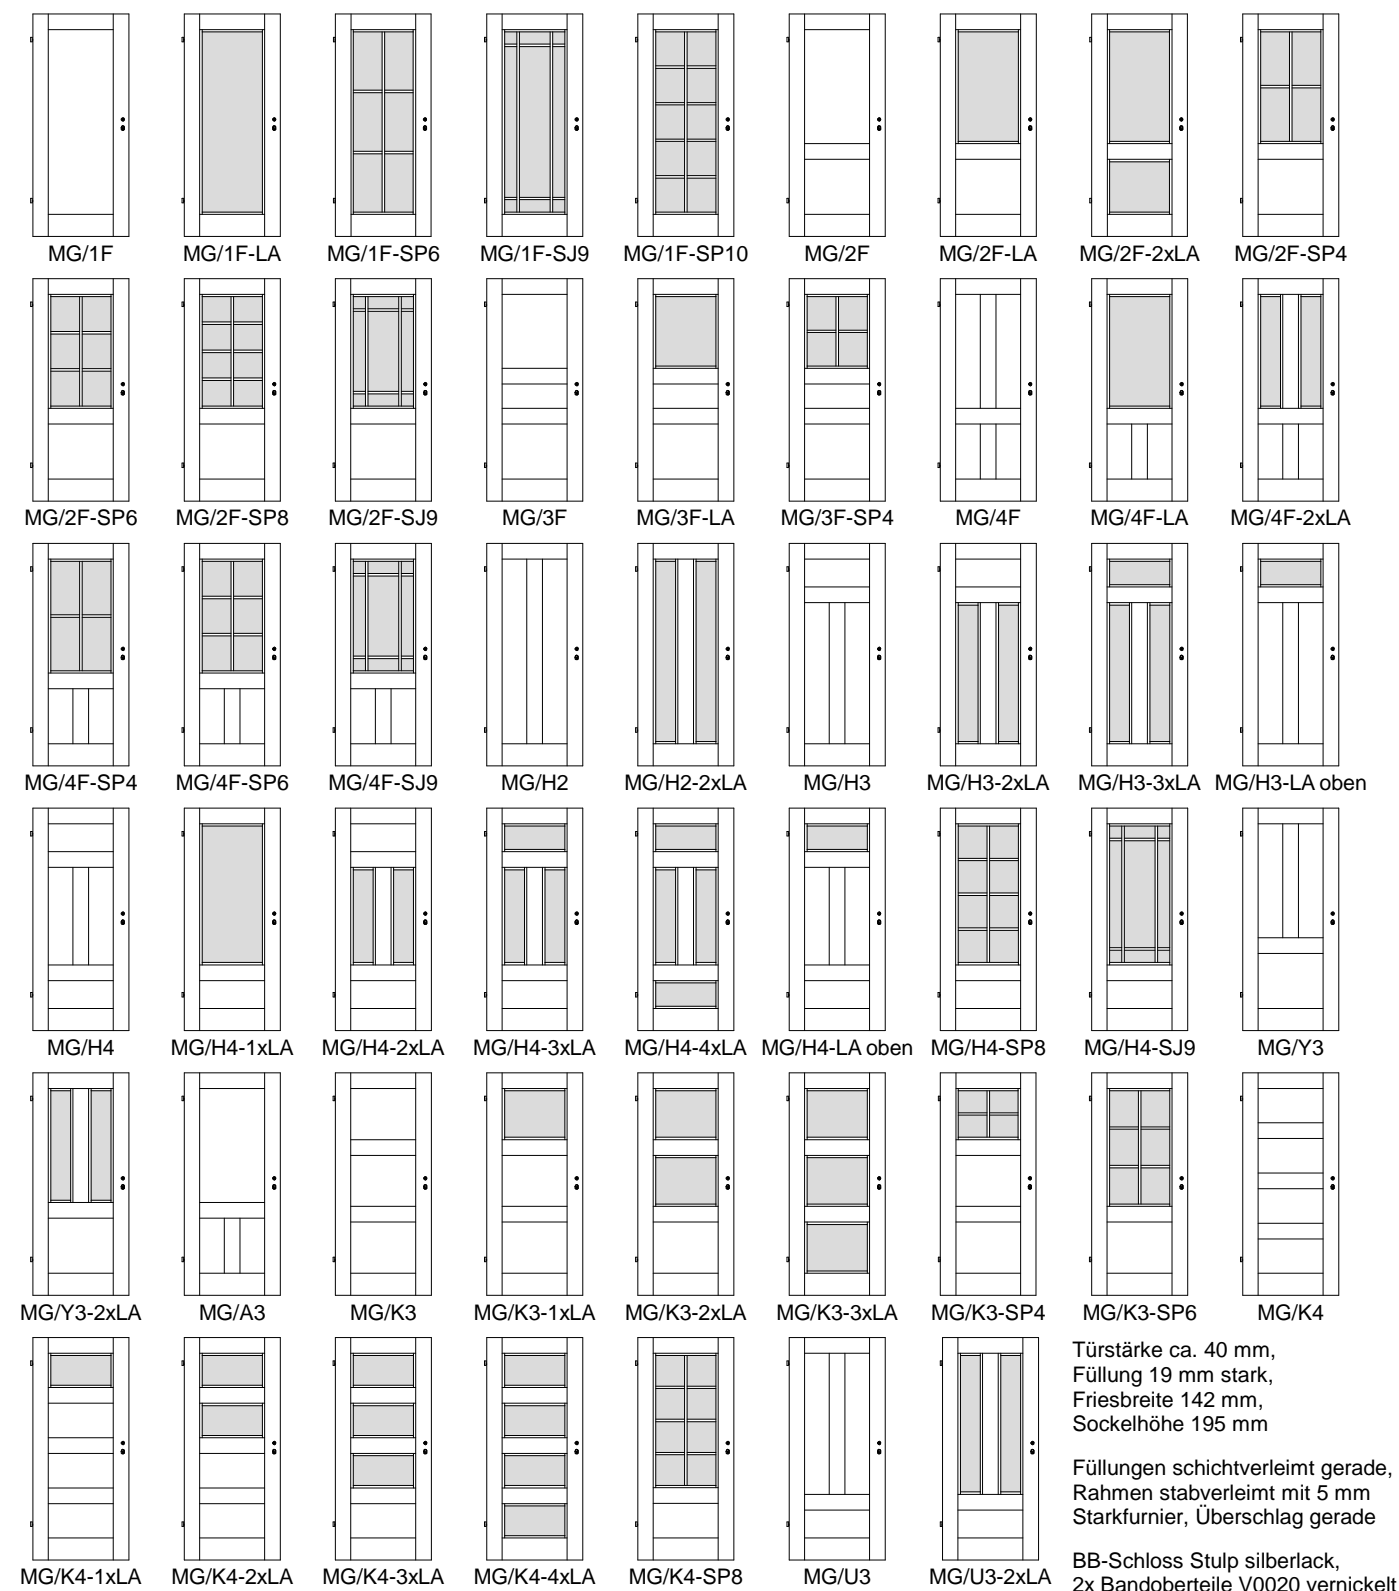 MG/1F MG/1F-LA MG/1F-SP6 MG/1F-SJ9 MG/1F-SP10 MG/2F MG/2F-LA MG/2F-2xLA MG/2F-SP4
MG/2F-SP6 MG/2F-SP8 MG/2F-SJ9 MG/3F MG/3F-LA MG/3F-SP4 MG/4F MG/4F-LA MG/4F-2xLA
MG/4F-SP4 MG/4F-SP6 MG/4F-SJ9 MG/H2 MG/H2-2xLA MG/H3 MG/H3-2xLA MG/H3-3xLA MG/H3-LA oben
MG/H4 MG/H4-1xLA MG/H4-2xLA MG/H4-3xLA MG/H4-4xLA MG/H4-LA oben MG/H4-SP8 MG/H4-SJ9 MG/Y3
MG/Y3-2xLA MG/A3 MG/K3 MG/K3-1xLA MG/K3-2xLA MG/K3-3xLA MG/K3-SP4 MG/K3-SP6 MG/K4
MG/K4-1xLA MG/K4-2xLA MG/K4-3xLA MG/K4-4xLA MG/K4-SP8 MG/U3 MG/U3-2xLA
Türstärke ca. 40 mm,
Füllung 19 mm stark,
Friesbreite 142 mm,
Sockelhöhe 195 mm
Füllungen schichtverleimt gerade,
Rahmen stabverleimt mit 5 mm
Starkfurnier, Überschlag gerade
BB-Schloss Stulp silberlack,
2x Bandoberteile V0020 vernickelt